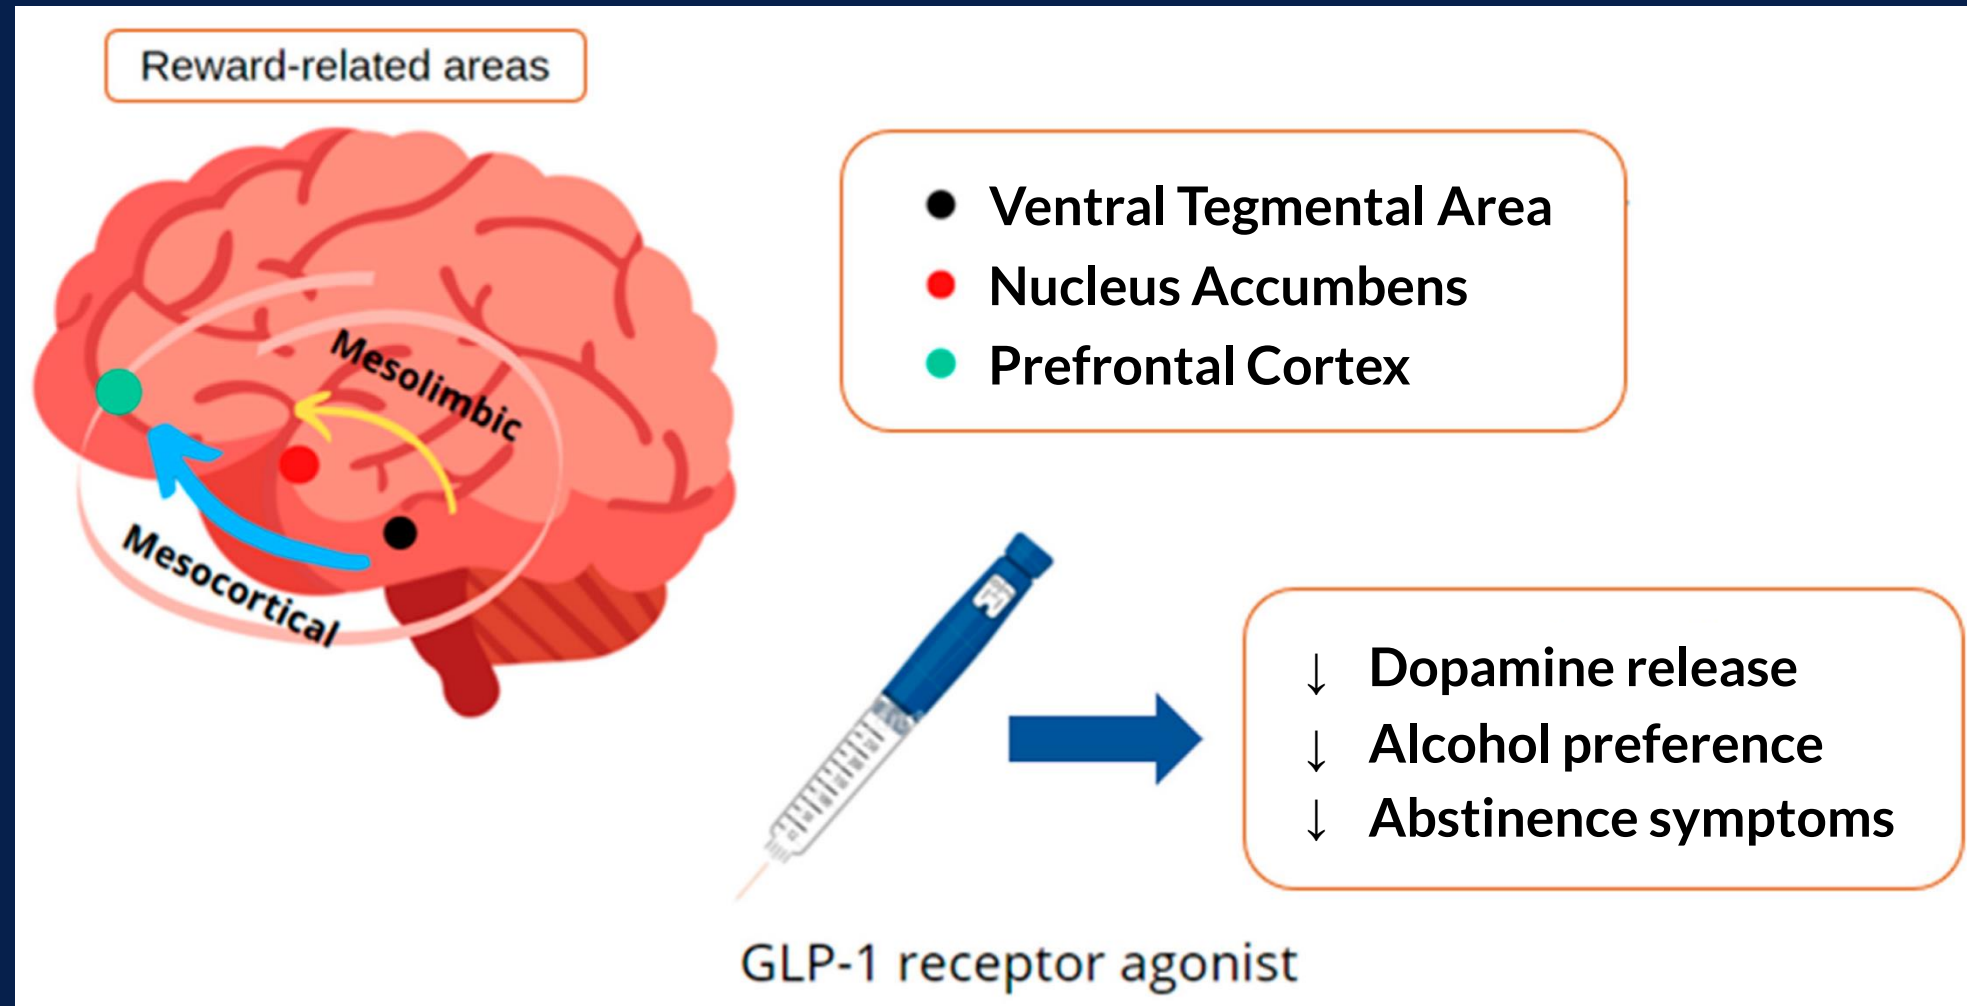 Reward-related areas
Mesolimbic
Mesocortical
● Ventral Tegmental Area
● Nucleus Accumbens
● Prefrontal Cortex
↓ Dopamine release
↓ Alcohol preference
↓ Abstinence symptoms
GLP-1 receptor agonist